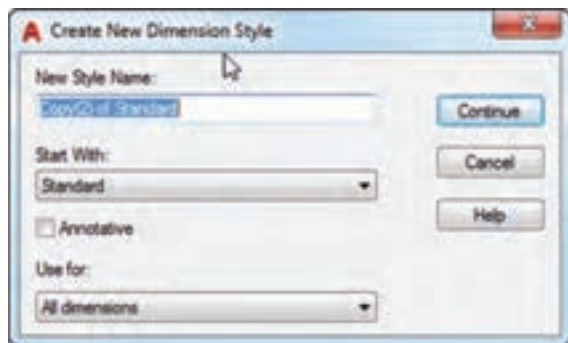 Create New Dimension Style
New Style Name:
Copy(2) of Standard
Continue
Start With:
Standard
Cancel
Annotative
Help
Use for:
All dimensions